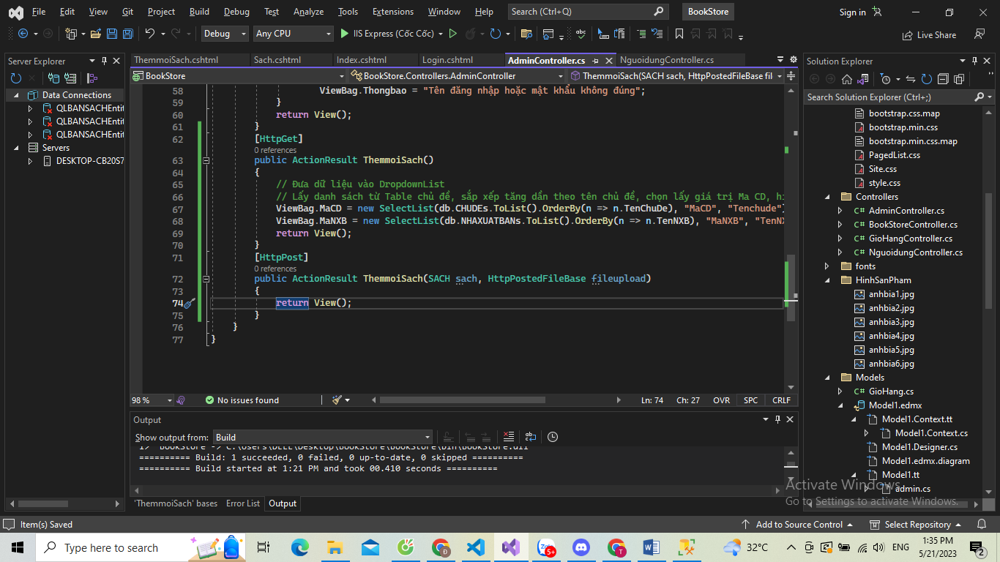 File Edit View Git Project Build Debug Test Analyze Tools Extensions Window Help Search (Ctrl+Q) BookStore Sign in
Debug Any CPU IIS Express (Cốc Cốc) Live Share
Server Explorer
Data Connections
QLBANSACHEntit
QLBANSACHEntit
QLBANSACHEntit
Servers
DESKTOP-CB20S7
ThemmoiSach.cshtml Sach.cshtml Index.cshtml Login.cshtml AdminController.cs NguoidungController.cs
BookStore BookStore.Controllers.AdminController ThemmoiSach(SACH sach, HttpPostedFileBase fil
58 ViewBag.Thongbao = "Tên đăng nhập hoặc mật khẩu không đúng";
59 }
60 return View();
61 }
62 [HttpGet]
0 references
63 public ActionResult ThemmoiSach()
64 {
65 // Đưa dữ liệu vào DropdownList
66 // Lấy danh sách từ Table chủ đề, sắp xếp tăng dần theo tên chủ đề, chọn lấy giá trị Ma CD, hi
67 ViewBag.MaCD = new SelectList(db.CHUDEs.ToList().OrderBy(n => n.TenChuDe), "MaCD", "Tenchude")
68 ViewBag.MaNXB = new SelectList(db.NHAXUATBANs.ToList().OrderBy(n => n.TenNXB), "MaNXB", "TenNX
69 return View();
70 }
71 [HttpPost]
0 references
72 public ActionResult ThemmoiSach(SACH sach, HttpPostedFileBase fileupload)
73 {
74 return View();
75 }
76 }
77 }
98 % No issues found Ln: 74 Ch: 27 OVR SPC CRLF
Output
Show output from: Build
1> BookStore -> C:\Users\DELL\Desktop\BookStore\BookStore\bin\BookStore.dll
========== Build: 1 succeeded, 0 failed, 0 up-to-date, 0 skipped ==========
========== Build started at 1:21 PM and took 00.410 seconds ==========
'ThemmoiSach' bases Error List Output
Solution Explorer
Search Solution Explorer (Ctrl+;)
bootstrap.css.map
bootstrap.min.css
bootstrap.min.css.map
PagedList.css
Site.css
style.css
Controllers
C# AdminController.cs
C# BookStoreController.cs
C# GioHangController.cs
C# NguoidungController.cs
fonts
HinhSanPham
anhbia1.jpg
anhbia2.jpg
anhbia3.jpg
anhbia4.jpg
anhbia5.jpg
anhbia6.jpg
Models
C# GioHang.cs
Model1.edmx
Model1.Context.tt
Model1.Context.cs
Model1.Designer.cs
Model1.edmx.diagram
Model1.tt
admin.cs
Activate Windows
Go to Settings to activate Windows.
Item(s) Saved Add to Source Control Select Repository
Type here to search 5+ 32°C ENG 1:35 PM
5/21/2023 2